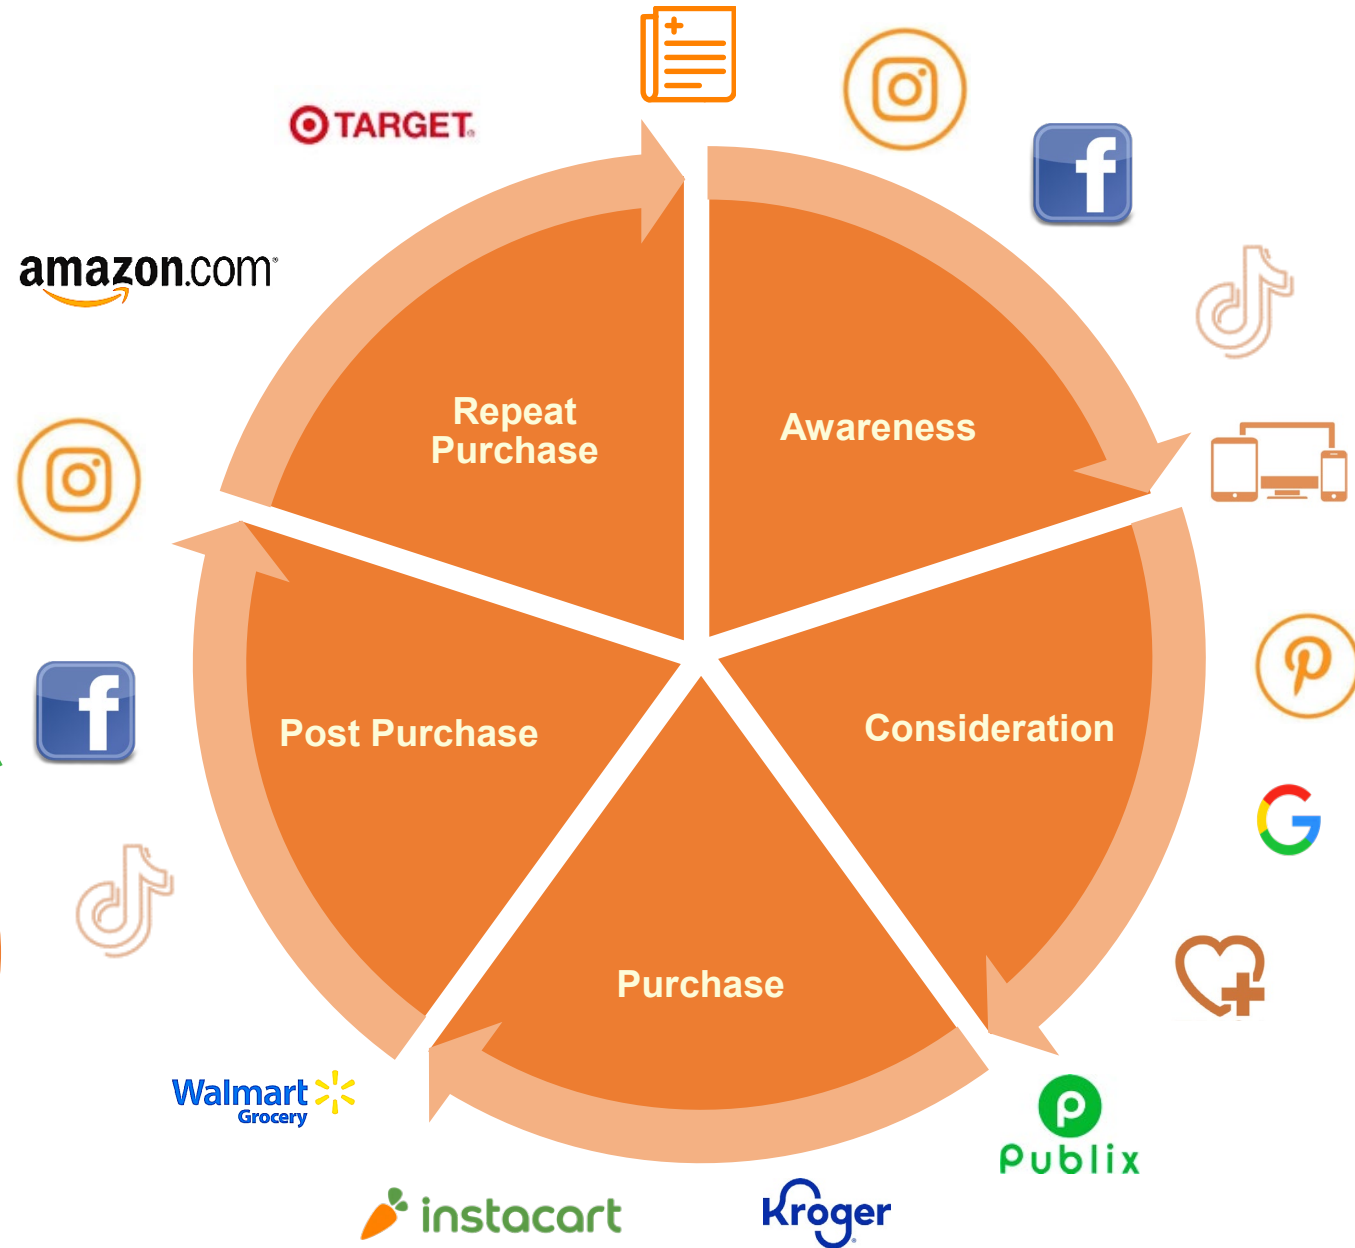 TARGET
amazon.com
Repeat
Purchase
Awareness
Post Purchase
Consideration
Purchase
Walmart
Grocery
Publix
instacart
Kroger